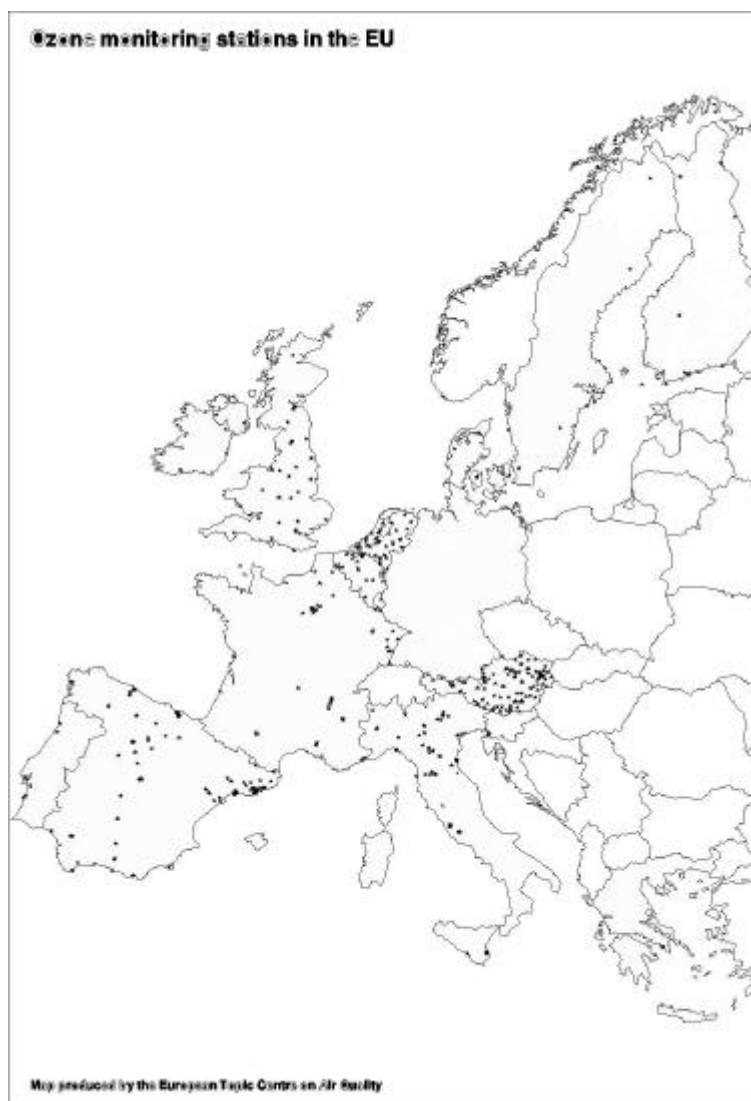 Ozone monitoring stations in the EU
Map produced by the European Topic Centre on Air Quality